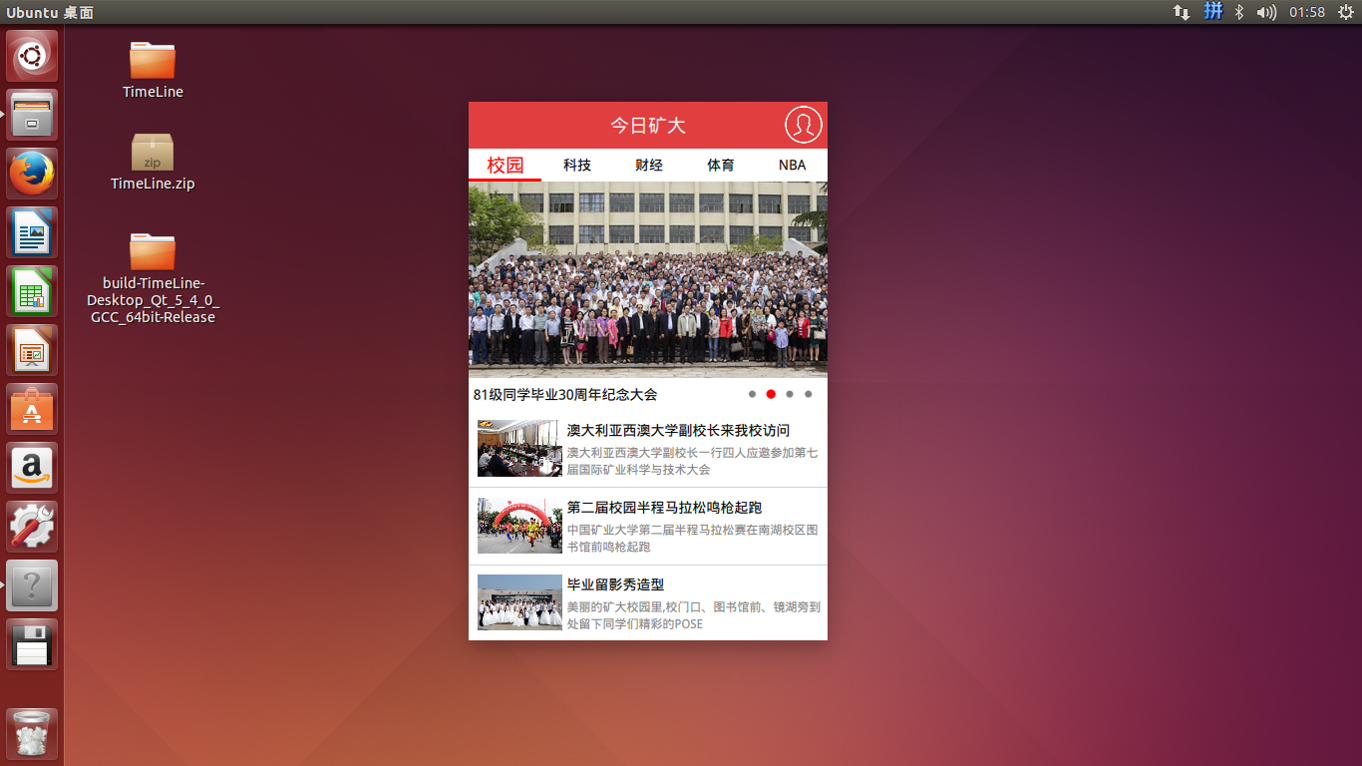 Ubuntu 桌面
拼
01:58
TimeLine
zip
TimeLine.zip
build-TimeLine-
Desktop_Qt_5_4_0_
GCC_64bit-Release
今日矿大
校园 科技 财经 体育 NBA
81级同学毕业30周年纪念大会
澳大利亚西澳大学副校长来我校访问
澳大利亚西澳大学副校长一行四人应邀参加第七
届国际矿业科学与技术大会
第二届校园半程马拉松鸣枪起跑
中国矿业大学第二届半程马拉松赛在南湖校区图
书馆前鸣枪起跑
毕业留影秀造型
美丽的矿大校园里,校门口、图书馆前、镜湖旁到
处留下同学们精彩的POSE